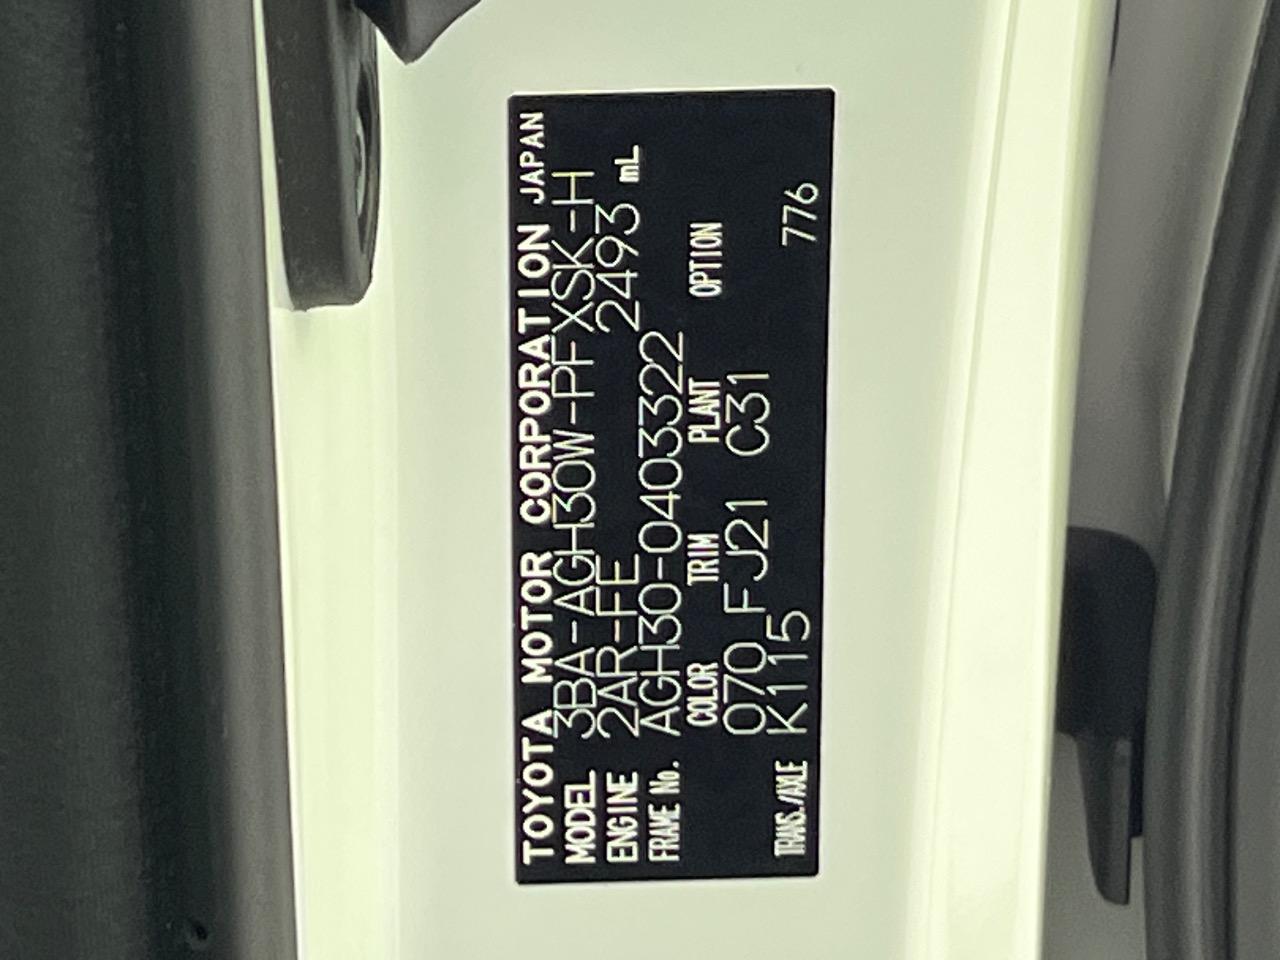 TOYOTA MOTOR CORPORATION JAPAN
MODEL 3BA-AGH30W-PFXSK-H
ENGINE 2AR-FE 2493 mL
FRAME No. AGH30-0403322
COLOR TRIM PLANT OPTION
070 FJ21 C31
TRANS./AXLE K115 776